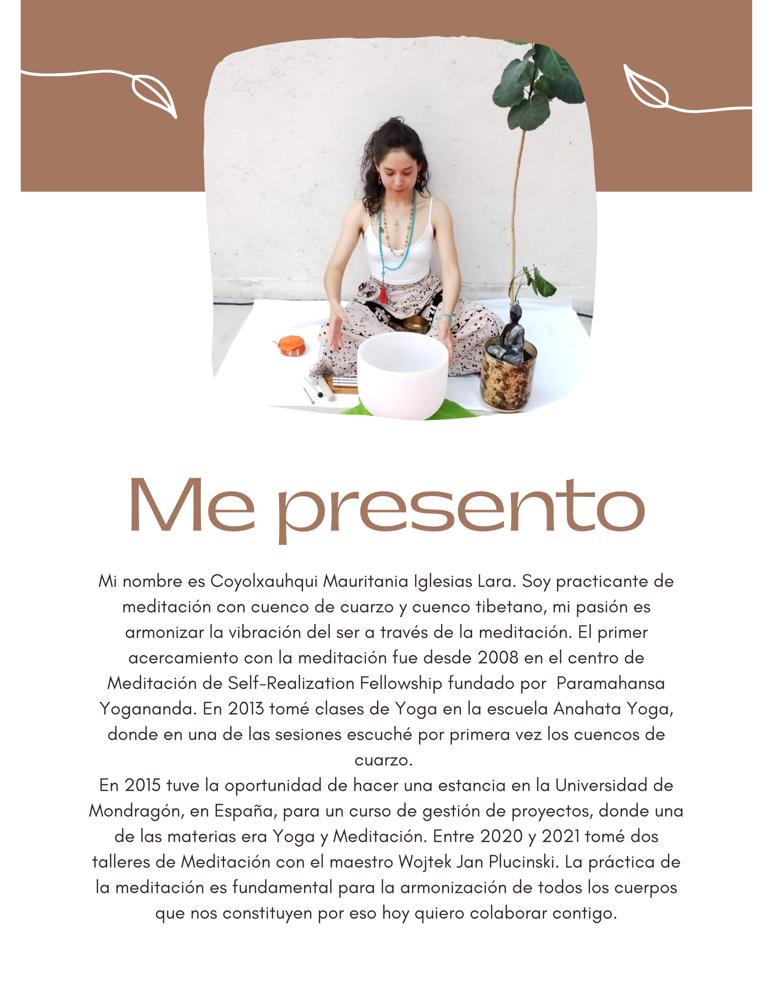 Me presento
Mi nombre es Coyolxauhqui Mauritania Iglesias Lara. Soy practicante de
meditación con cuenco de cuarzo y cuenco tibetano, mi pasión es
armonizar la vibración del ser a través de la meditación. El primer
acercamiento con la meditación fue desde 2008 en el centro de
Meditación de Self-Realization Fellowship fundado por  Paramahansa
Yogananda. En 2013 tomé clases de Yoga en la escuela Anahata Yoga,
donde en una de las sesiones escuché por primera vez los cuencos de
cuarzo.
En 2015 tuve la oportunidad de hacer una estancia en la Universidad de
Mondragón, en España, para un curso de gestión de proyectos, donde una
de las materias era Yoga y Meditación. Entre 2020 y 2021 tomé dos
talleres de Meditación con el maestro Wojtek Jan Plucinski. La práctica de
la meditación es fundamental para la armonización de todos los cuerpos
que nos constituyen por eso hoy quiero colaborar contigo.